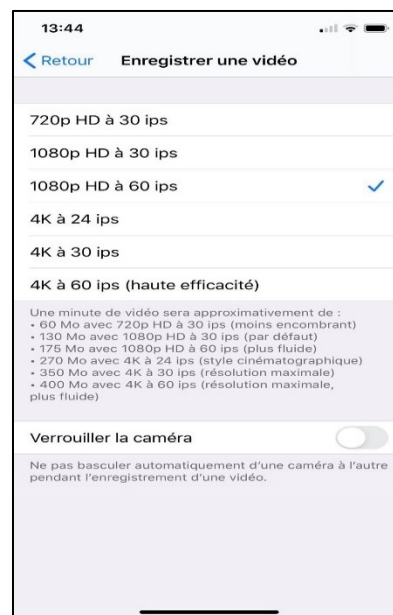 13:44
Retour Enregistrer une vidéo
720p HD à 30 ips
1080p HD à 30 ips
1080p HD à 60 ips
4K à 24 ips
4K à 30 ips
4K à 60 ips (haute efficacité)
Une minute de vidéo sera approximativement de :
• 60 Mo avec 720p HD à 30 ips (moins encombrant)
• 130 Mo avec 1080p HD à 30 ips (par défaut)
• 175 Mo avec 1080p HD à 60 ips (plus fluide)
• 270 Mo avec 4K à 24 ips (style cinématographique)
• 350 Mo avec 4K à 30 ips (résolution maximale)
• 400 Mo avec 4K à 60 ips (résolution maximale,
plus fluide)
Verrouiller la caméra
Ne pas basculer automatiquement d’une caméra à l’autre
pendant l’enregistrement d’une vidéo.